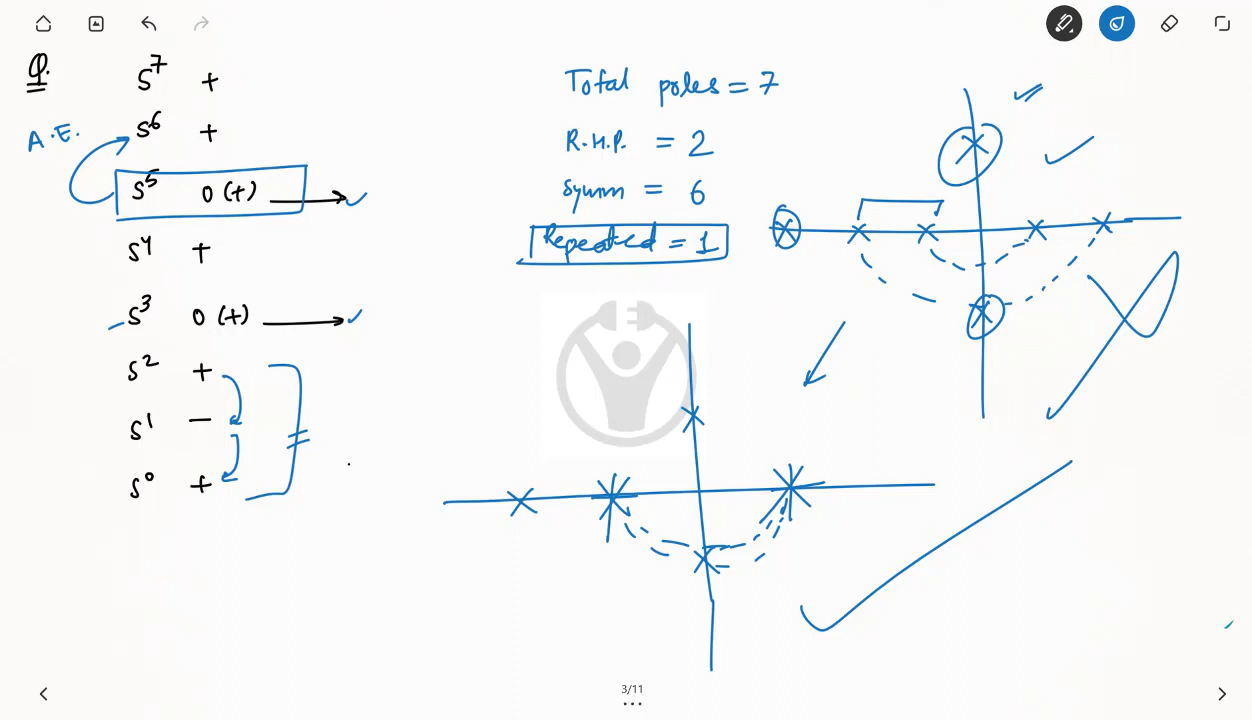 Q.
S⁷ +
A.E.
S⁶ +
S⁵ 0 (+)
S⁴ +
S³ 0 (+)
S² +
S¹ −
S⁰ +
Total poles = 7
R.H.P. = 2
Symm = 6
Repeated = 1
3/11